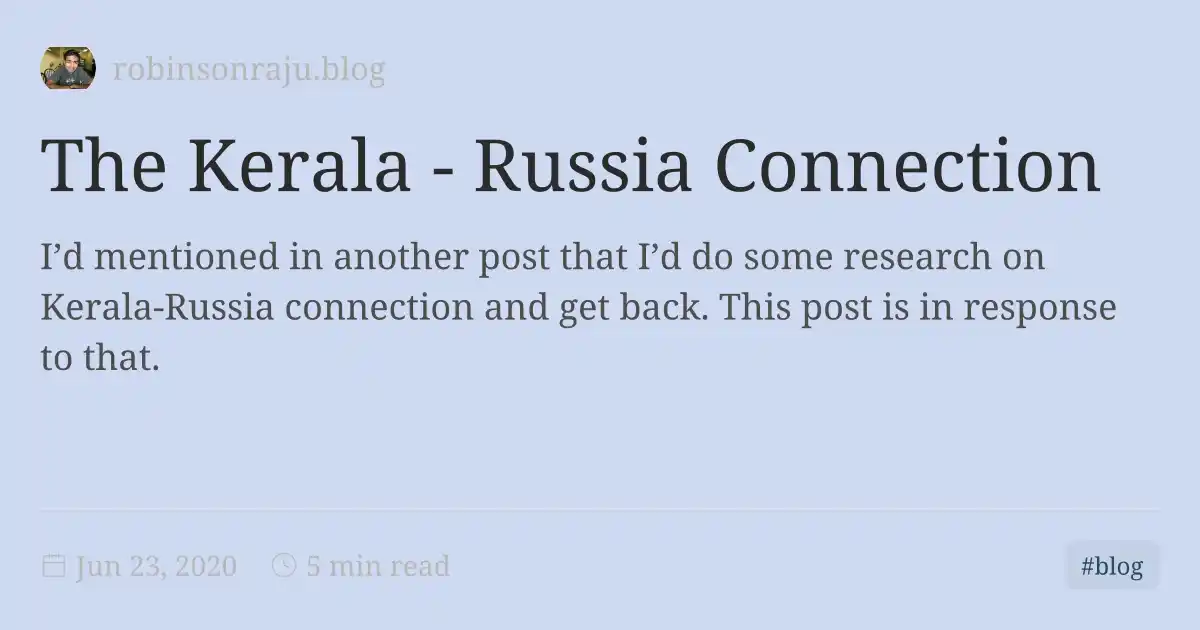 robinsonraju.blog
The Kerala - Russia Connection
I’d mentioned in another post that I’d do some research on
Kerala-Russia connection and get back. This post is in response
to that.
Jun 23, 2020 5 min read
#blog